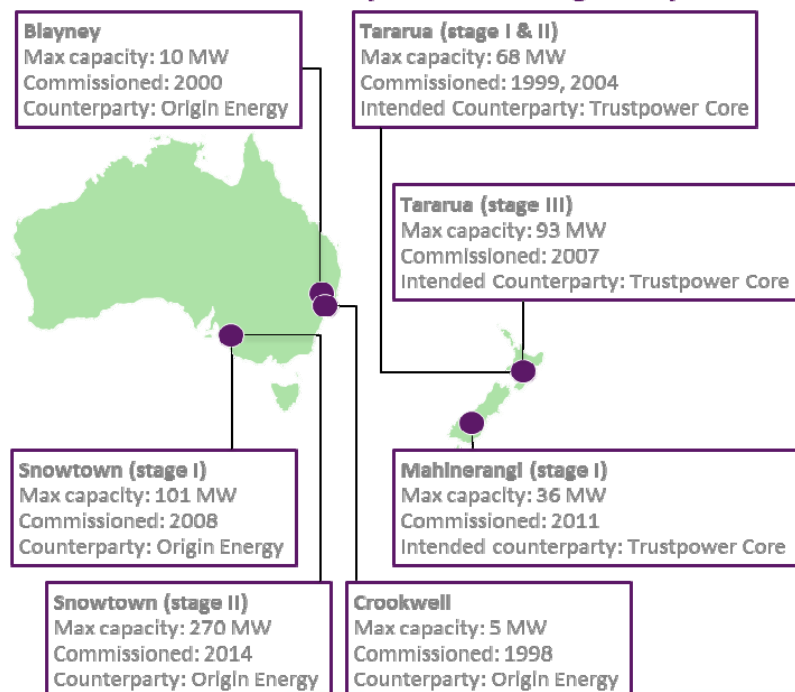 Blayney
Max capacity: 10 MW
Commissioned: 2000
Counterparty: Origin Energy
Tararua (stage I & II)
Max capacity: 68 MW
Commissioned: 1999, 2004
Intended Counterparty: Trustpower Core
Tararua (stage III)
Max capacity: 93 MW
Commissioned: 2007
Intended Counterparty: Trustpower Core
Snowtown (stage I)
Max capacity: 101 MW
Commissioned: 2008
Counterparty: Origin Energy
Mahinerangi (stage I)
Max capacity: 36 MW
Commissioned: 2011
Intended counterparty: Trustpower Core
Snowtown (stage II)
Max capacity: 270 MW
Commissioned: 2014
Counterparty: Origin Energy
Crookwell
Max capacity: 5 MW
Commissioned: 1998
Counterparty: Origin Energy